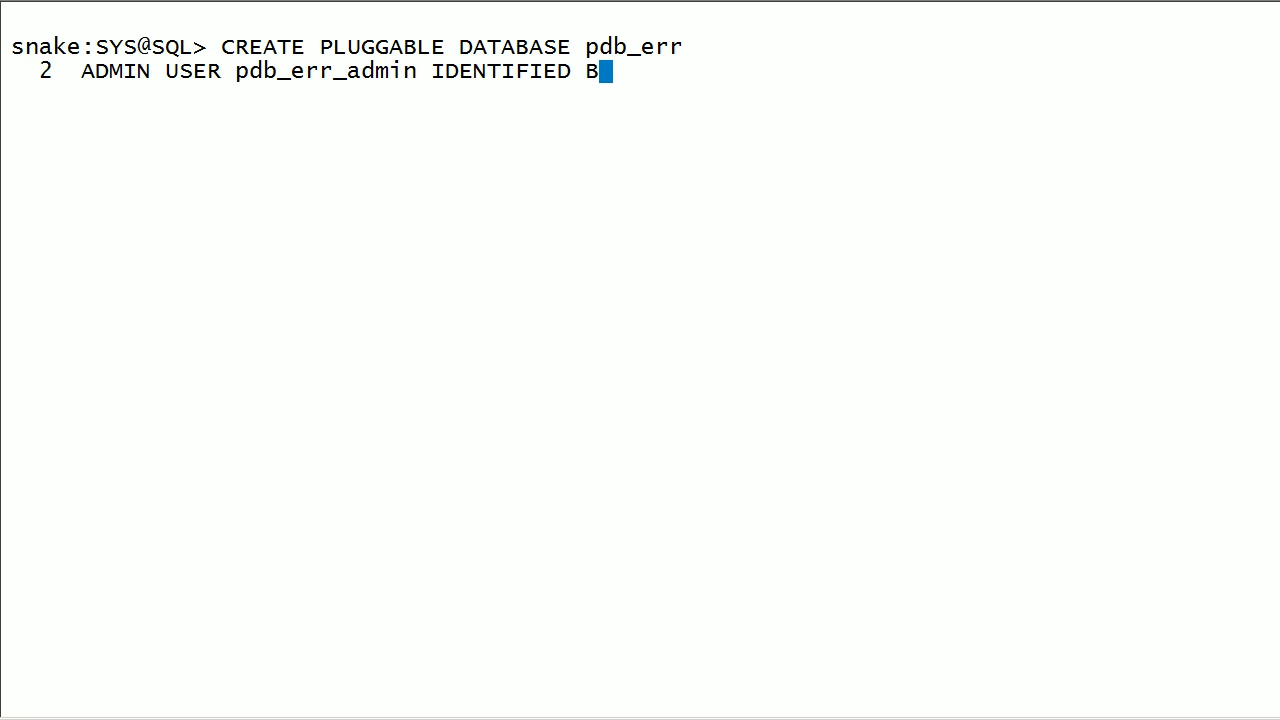 snake:SYS@SQL> CREATE PLUGGABLE DATABASE pdb_err
2 ADMIN USER pdb_err_admin IDENTIFIED B